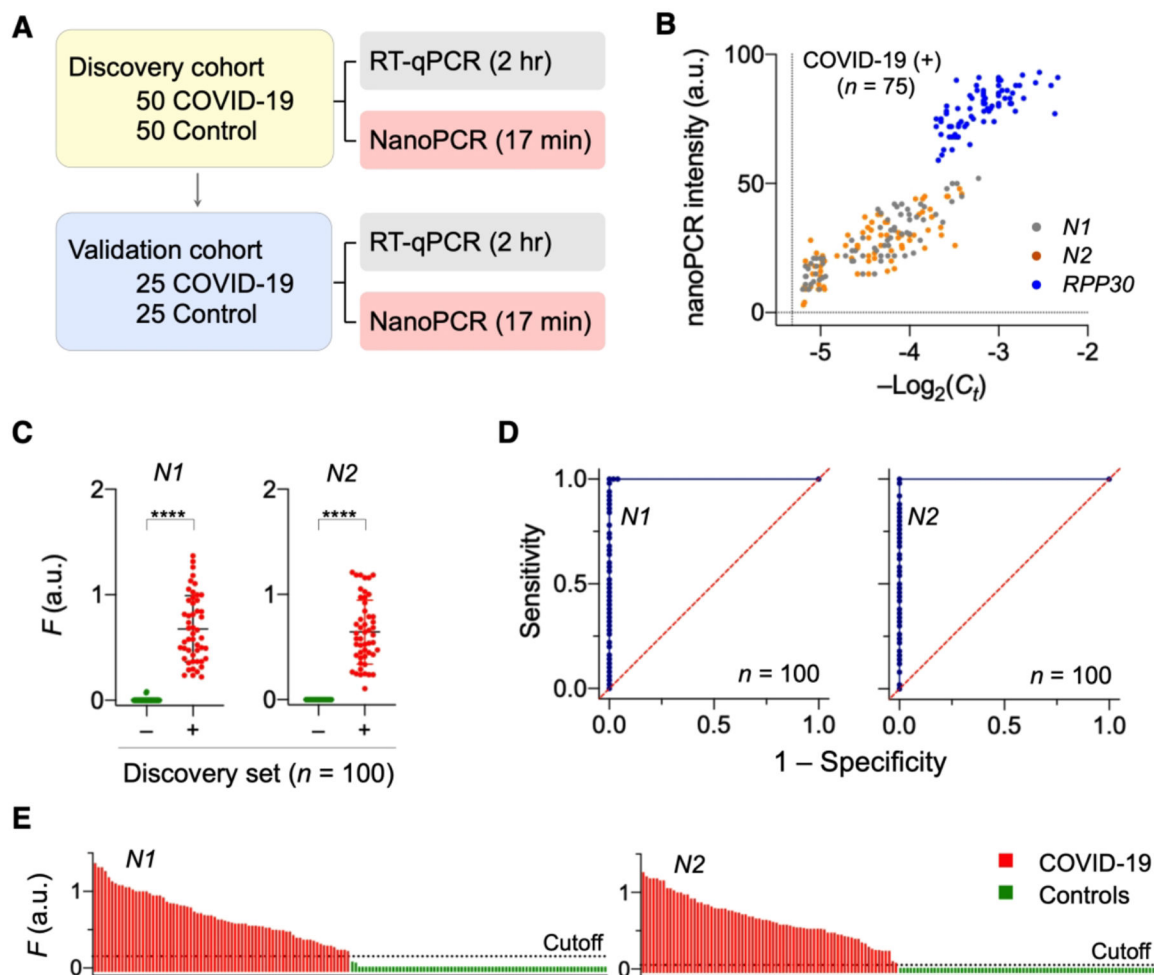 A
Discovery cohort
50 COVID-19
50 Control
RT-qPCR (2 hr)
NanoPCR (17 min)
Validation cohort
25 COVID-19
25 Control
RT-qPCR (2 hr)
NanoPCR (17 min)
B
nanoPCR intensity (a.u.)
100
50
0
COVID-19 (+)
(n = 75)
N1
N2
RPP30
-5 -4 -3 -2
–Log₂(Cₜ)
C
N1 N2
F (a.u.)
2 2
**** ****
1 1
0 0
– + – +
Discovery set (n = 100)
D
Sensitivity
1.0
0.5
0.0
N1 N2
n = 100 n = 100
0.0 0.5 1.0 0.0 0.5 1.0
1 – Specificity
E
F (a.u.)
N1 N2
1 1
0 0
Cutoff Cutoff
COVID-19
Controls